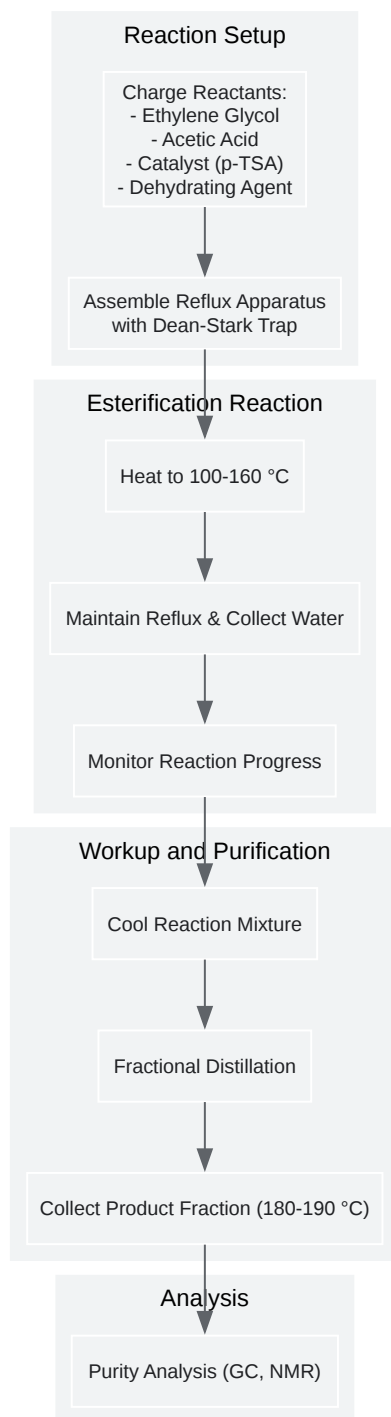 Reaction Setup
Charge Reactants:
- Ethylene Glycol
- Acetic Acid
- Catalyst (p-TSA)
- Dehydrating Agent
Assemble Reflux Apparatus
with Dean-Stark Trap
Esterification Reaction
Heat to 100-160 °C
Maintain Reflux & Collect Water
Monitor Reaction Progress
Workup and Purification
Cool Reaction Mixture
Fractional Distillation
Collect Product Fraction (180-190 °C)
Analysis
Purity Analysis (GC, NMR)